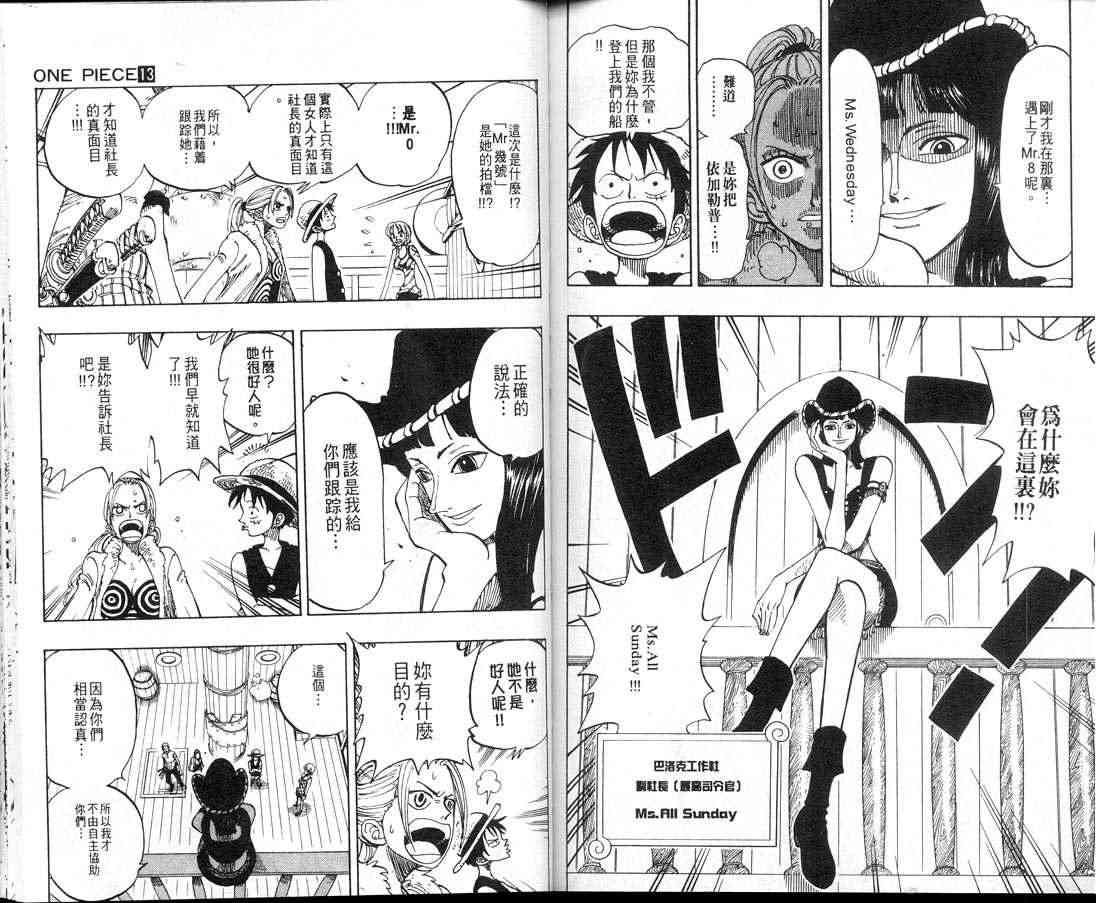 剛才我在那裏
遇上了Mr.8呢。
Ms.Wednesday…
難道
………
是妳把
依加勒普…!!
那個我不管，
但是妳為什麼
登上我們的船
!!
為什麼妳
會在這裏
!!!?
ドーン
Ms.All
Sunday!!!
巴洛克工作社
副社長（最高司令官）
Ms.All Sunday
ONE PIECE 13
這次是什麼!?
「Mr幾號」
是她的拍檔!!?
是Mr.
0
…!!!
實際上只有這
個女人才知道
社長的真面目
。
所以，
我們藉着
跟踪她…
才知道社長
的真面目
…!!!
正確的
說法…
應該是我給
你們跟踪的…
什麼?
她很好人呢。
我們早就知道
了!!!
是妳告訴社長
吧!!?
什麼，
她不是
好人呢!!
妳有什麼
目的?
這個…
因為你們
相當認真…
所以我才
不由自主協助
你們…